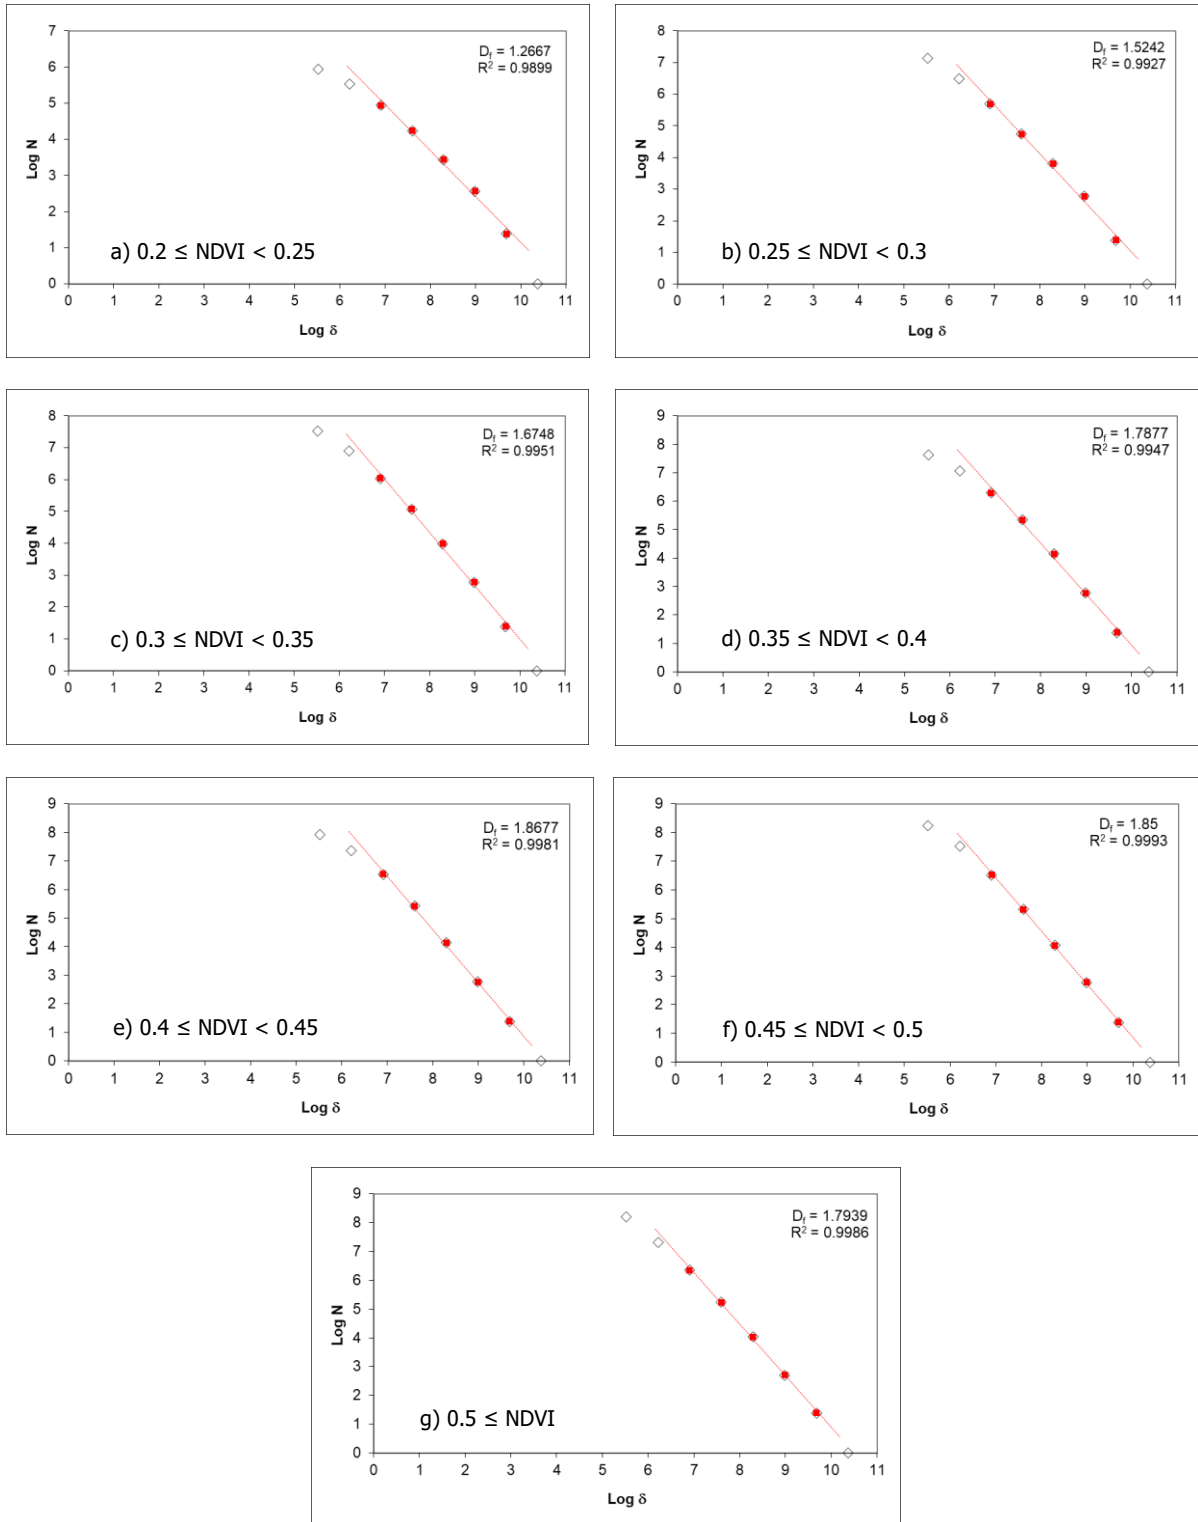 D_f = 1.2667
R² = 0.9899
7
6
5
4
3
2
1
0
Log N
a) 0.2 ≤ NDVI < 0.25
0 1 2 3 4 5 6 7 8 9 10 11
Log δ
D_f = 1.5242
R² = 0.9927
8
7
6
5
4
3
2
1
0
Log N
b) 0.25 ≤ NDVI < 0.3
0 1 2 3 4 5 6 7 8 9 10 11
Log δ
D_f = 1.6748
R² = 0.9951
8
7
6
5
4
3
2
1
0
Log N
c) 0.3 ≤ NDVI < 0.35
0 1 2 3 4 5 6 7 8 9 10 11
Log δ
D_f = 1.7877
R² = 0.9947
9
8
7
6
5
4
3
2
1
0
Log N
d) 0.35 ≤ NDVI < 0.4
0 1 2 3 4 5 6 7 8 9 10 11
Log δ
D_f = 1.8677
R² = 0.9981
9
8
7
6
5
4
3
2
1
0
Log N
e) 0.4 ≤ NDVI < 0.45
0 1 2 3 4 5 6 7 8 9 10 11
Log δ
D_f = 1.85
R² = 0.9993
9
8
7
6
5
4
3
2
1
0
Log N
f) 0.45 ≤ NDVI < 0.5
0 1 2 3 4 5 6 7 8 9 10 11
Log δ
D_f = 1.7939
R² = 0.9986
9
8
7
6
5
4
3
2
1
0
Log N
g) 0.5 ≤ NDVI
0 1 2 3 4 5 6 7 8 9 10 11
Log δ